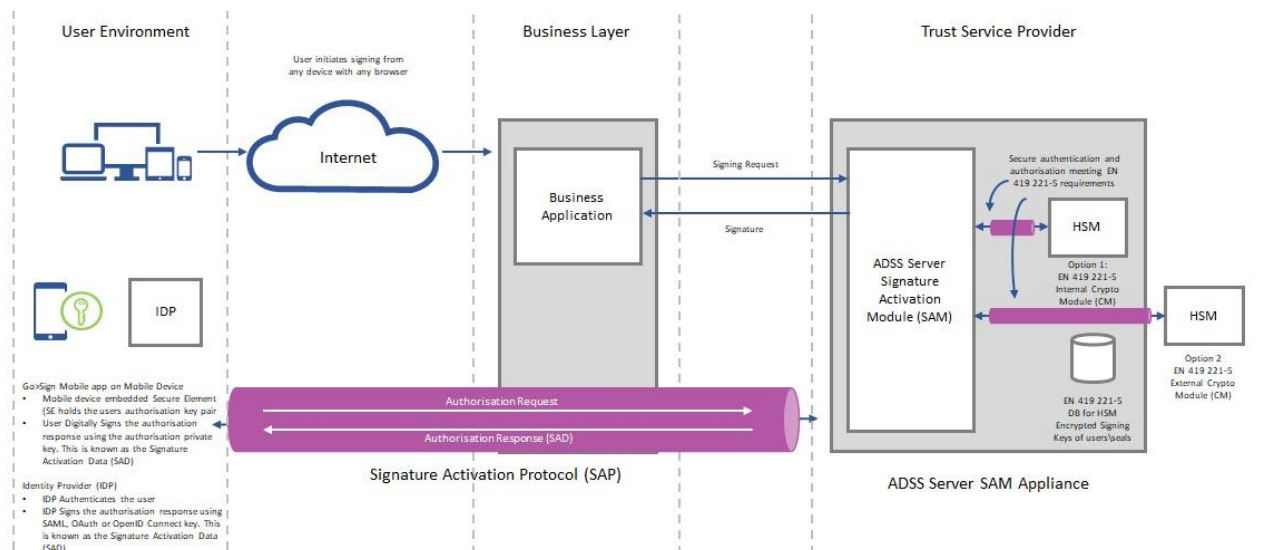 User Environment
Business Layer
Trust Service Provider
User initiates signing from
any device with any browser
Internet
Business
Application
Signing Request
Signature
Secure authentication and
authorisation meeting EN
419 221-5 requirements
HSM
Option 1:
EN 419 221-5
Internal Crypto
Module (CM)
ADSS Server
Signature
Activation
Module (SAM)
HSM
Option 2
EN 419 221-5
External Crypto
Module (CM)
EN 419 221-5
DB for HSM
Encrypted Signing
Keys of users\seals
IDP
Go>Sign Mobile app on Mobile Device
• Mobile device embedded Secure Element
(SE holds the users authorisation key pair
• User Digitally Signs the authorisation
response using the authorisation private
key. This is known as the Signature
Activation Data (SAD)
Identity Provider (IDP)
• IDP Authenticates the user
• IDP Signs the authorisation response using
SAML, OAuth or OpenID Connect key. This
is known as the Signature Activation Data
(SAD)
Authorisation Request
Authorisation Response (SAD)
Signature Activation Protocol (SAP)
ADSS Server SAM Appliance